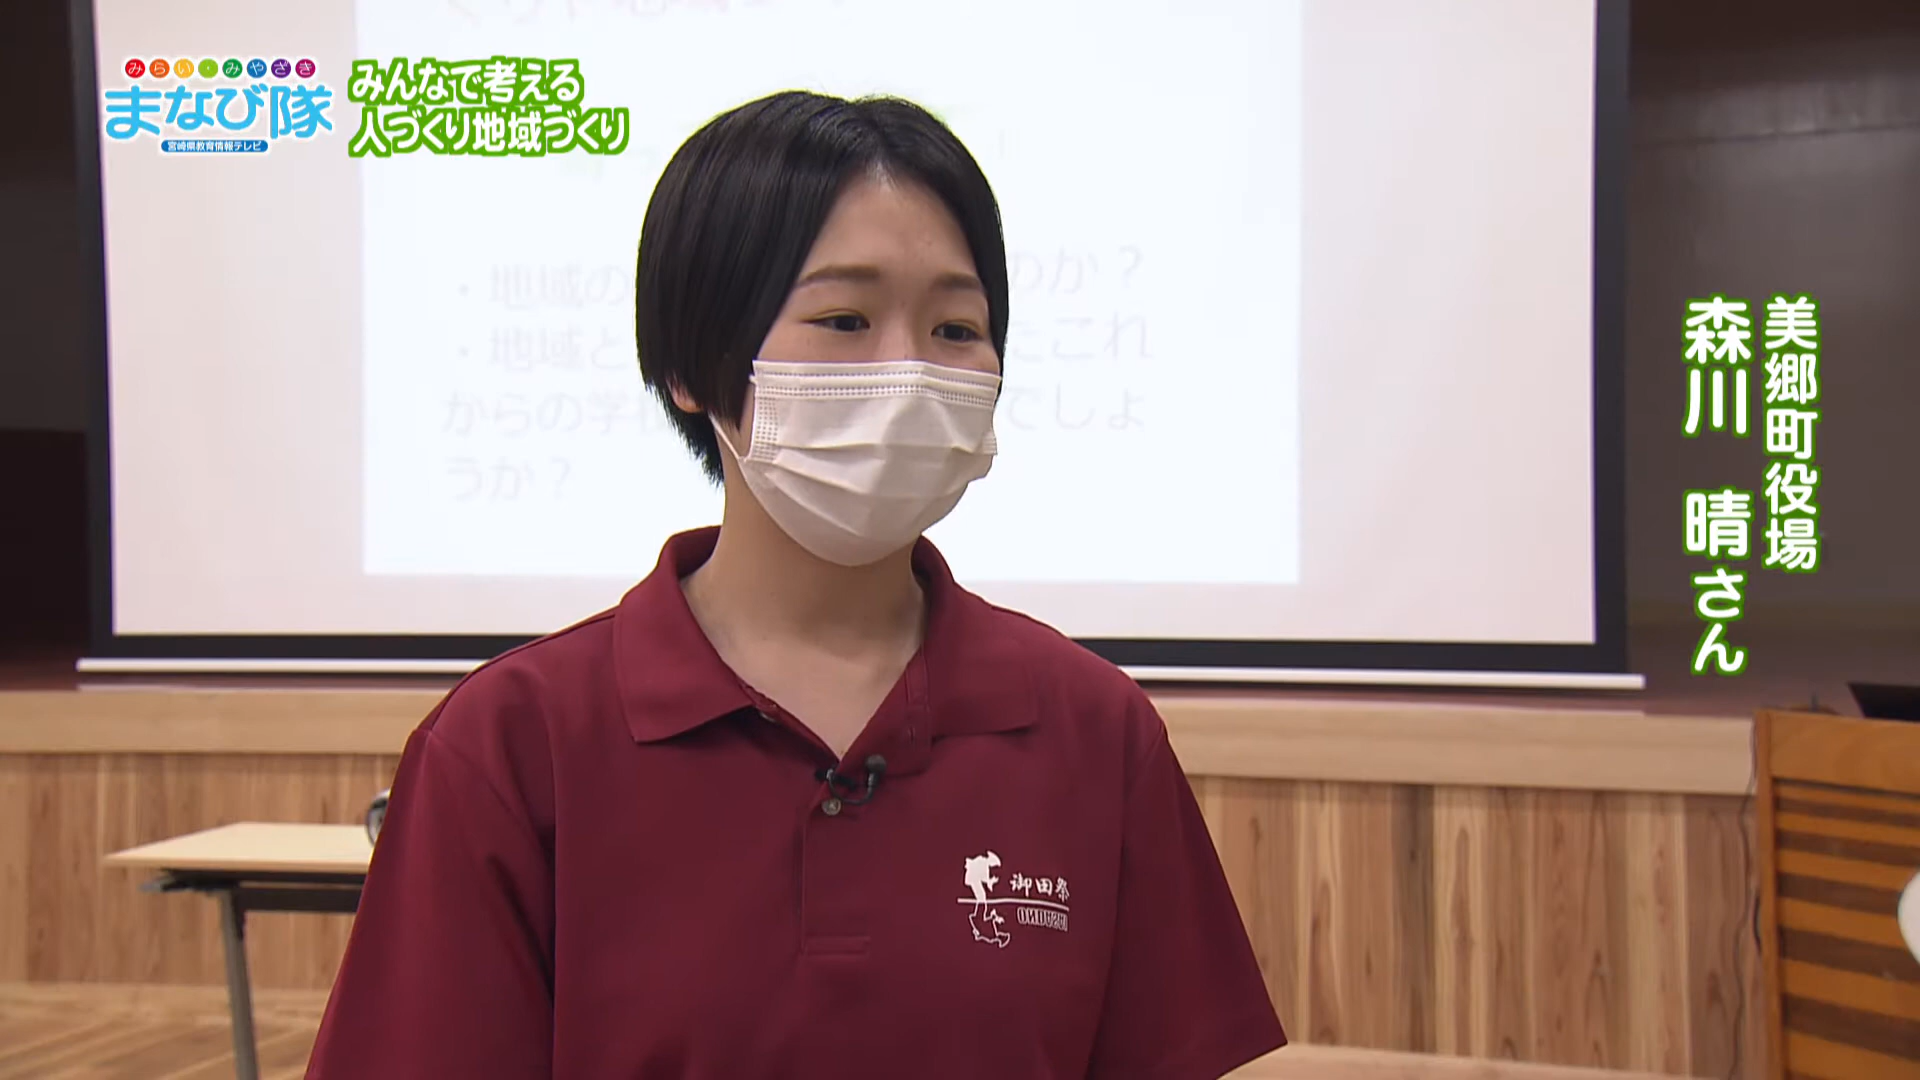 みらい・みやざき
まなび隊
宮崎県教育情報テレビ
みんなで考える
人づくり地域づくり
美郷町役場
森川 晴さん
・地域の
のか？
・地域と
たこれ
からの学校
でしょ
うか？
御田祭
ONDASAI